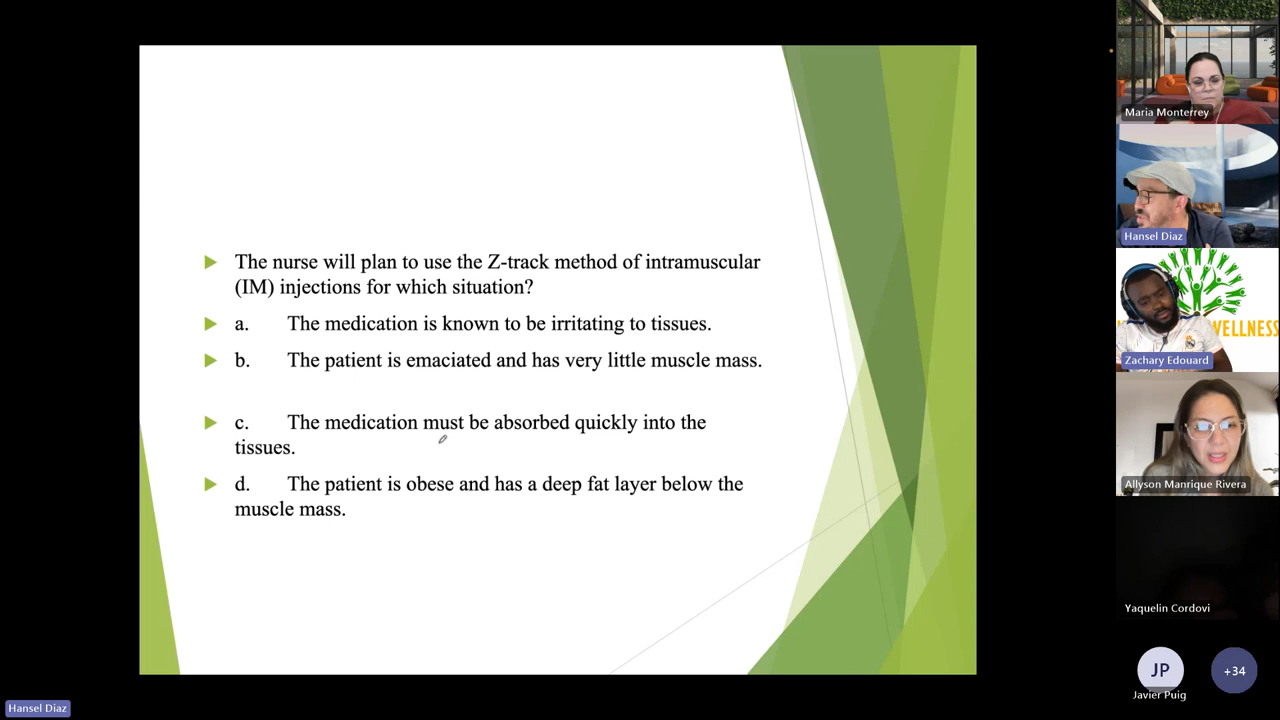 The nurse will plan to use the Z-track method of intramuscular
(IM) injections for which situation?
a. The medication is known to be irritating to tissues.
b. The patient is emaciated and has very little muscle mass.
c. The medication must be absorbed quickly into the
tissues.
d. The patient is obese and has a deep fat layer below the
muscle mass.
Maria Monterrey
Hansel Diaz
WELLNESS
Zachary Edouard
Allyson Manrique Rivera
Yaquelin Cordovi
JP
Javier Puig
+34
Hansel Diaz